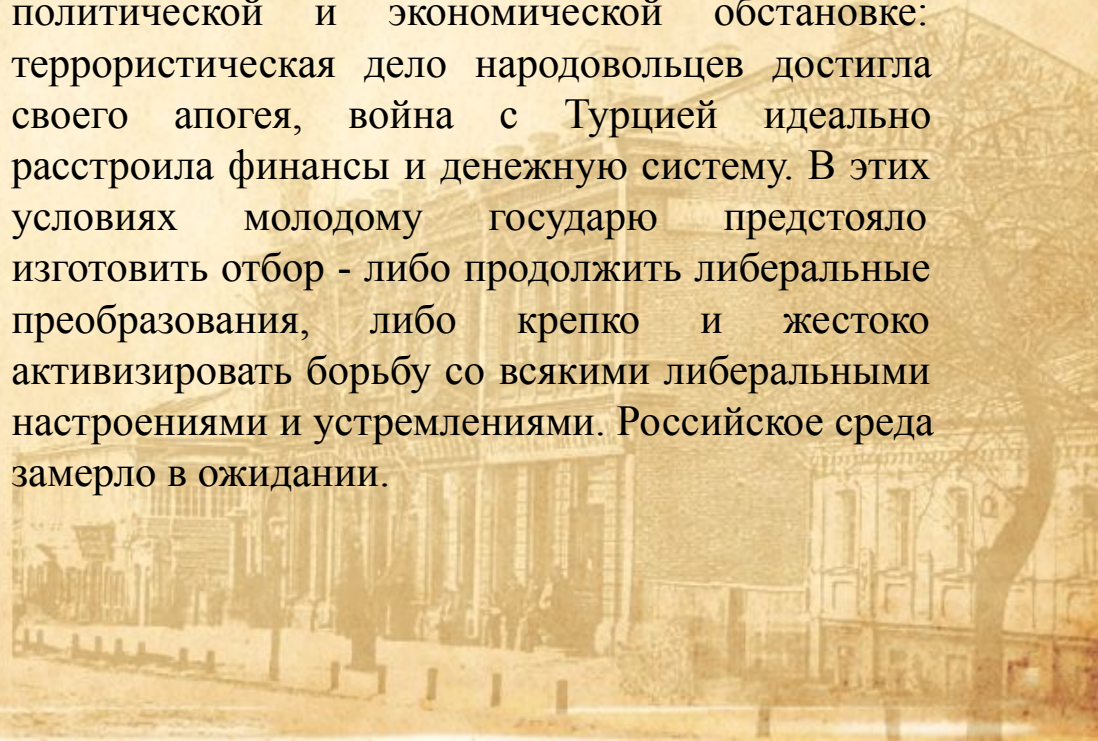 политической и экономической обстановке:
террористическая дело народовольцев достигла
своего апогея, война с Турцией идеально
расстроила финансы и денежную систему. В этих
условиях молодому государю предстояло
изготовить отбор - либо продолжить либеральные
преобразования, либо крепко и жестоко
активизировать борьбу со всякими либеральными
настроениями и устремлениями. Российское среда
замерло в ожидании.